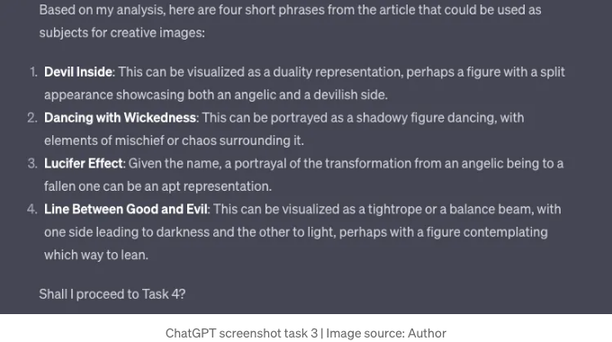 Based on my analysis, here are four short phrases from the article that could be used as
subjects for creative images:
1. Devil Inside: This can be visualized as a duality representation, perhaps a figure with a split
appearance showcasing both an angelic and a devilish side.
2. Dancing with Wickedness: This can be portrayed as a shadowy figure dancing, with
elements of mischief or chaos surrounding it.
3. Lucifer Effect: Given the name, a portrayal of the transformation from an angelic being to a
fallen one can be an apt representation.
4. Line Between Good and Evil: This can be visualized as a tightrope or a balance beam, with
one side leading to darkness and the other to light, perhaps with a figure contemplating
which way to lean.
Shall I proceed to Task 4?
ChatGPT screenshot task 3 | Image source: Author